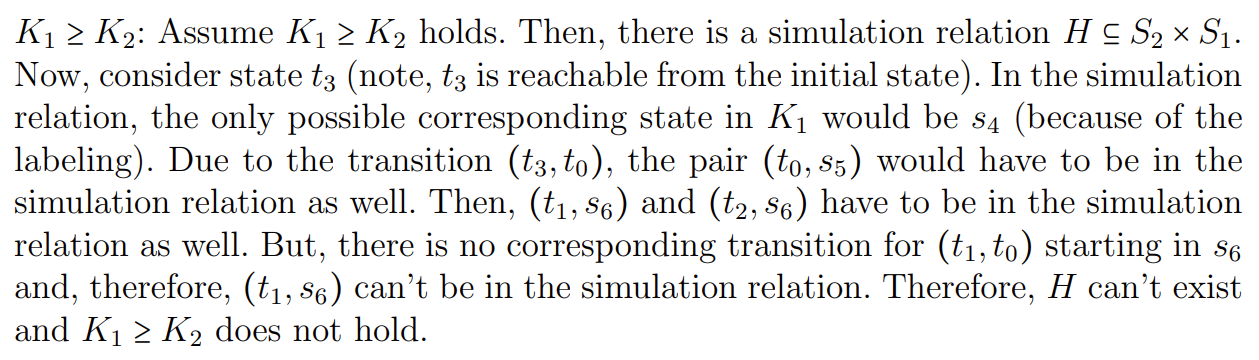 K₁ ≥ K₂: Assume K₁ ≥ K₂ holds. Then, there is a simulation relation H ⊆ S₂ × S₁.
Now, consider state t₃ (note, t₃ is reachable from the initial state). In the simulation
relation, the only possible corresponding state in K₁ would be s₄ (because of the
labeling). Due to the transition (t₃, t₀), the pair (t₀, s₅) would have to be in the
simulation relation as well. Then, (t₁, s₆) and (t₂, s₆) have to be in the simulation
relation as well. But, there is no corresponding transition for (t₁, t₀) starting in s₆
and, therefore, (t₁, s₆) can't be in the simulation relation. Therefore, H can't exist
and K₁ ≥ K₂ does not hold.